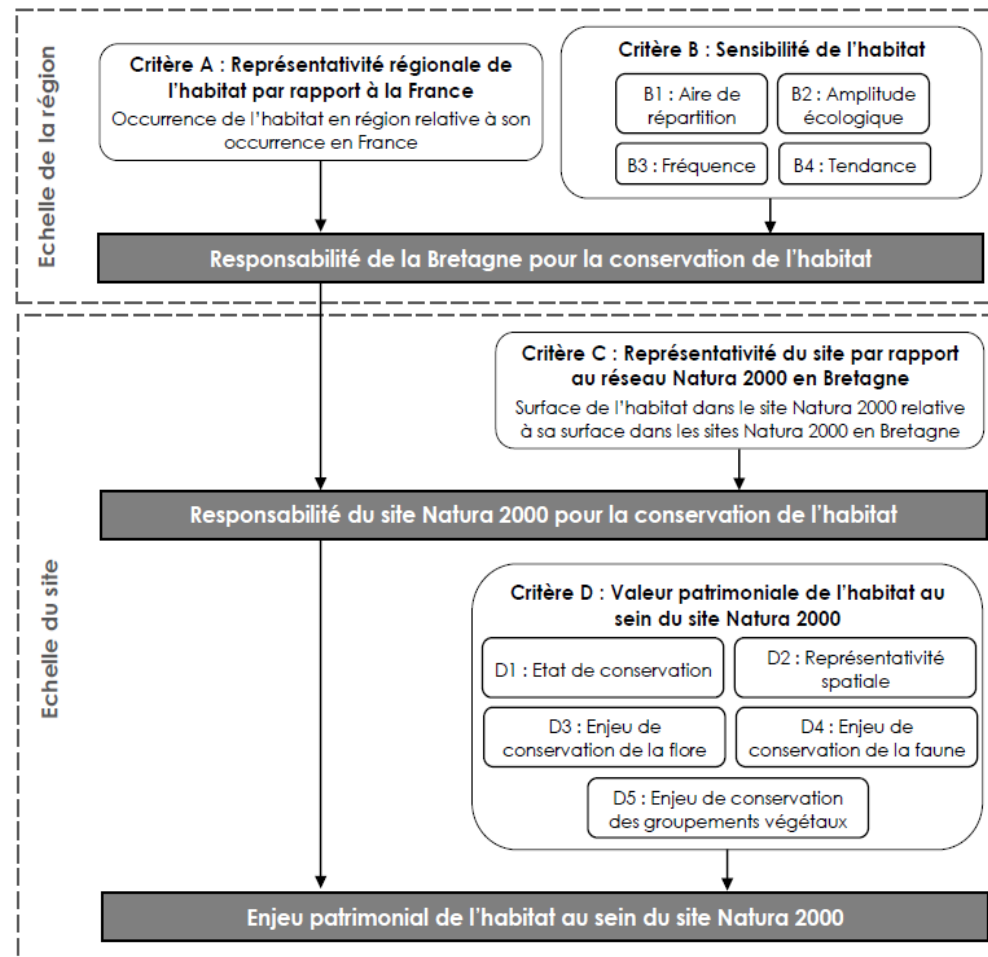 Echelle de la région
Critère A : Représentativité régionale de
l'habitat par rapport à la France
Occurrence de l'habitat en région relative à son
occurrence en France
Critère B : Sensibilité de l'habitat
B1 : Aire de
répartition
B2 : Amplitude
écologique
B3 : Fréquence
B4 : Tendance
Responsabilité de la Bretagne pour la conservation de l'habitat
Echelle du site
Critère C : Représentativité du site par rapport
au réseau Natura 2000 en Bretagne
Surface de l'habitat dans le site Natura 2000 relative
à sa surface dans les sites Natura 2000 en Bretagne
Responsabilité du site Natura 2000 pour la conservation de l'habitat
Critère D : Valeur patrimoniale de l'habitat au
sein du site Natura 2000
D1 : Etat de conservation
D2 : Représentativité
spatiale
D3 : Enjeu de
conservation de la flore
D4 : Enjeu de
conservation de la faune
D5 : Enjeu de conservation
des groupements végétaux
Enjeu patrimonial de l'habitat au sein du site Natura 2000